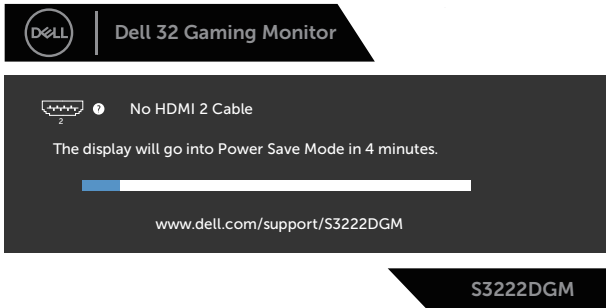 DELL
Dell 32 Gaming Monitor
? No HDMI 2 Cable
2
The display will go into Power Save Mode in 4 minutes.
www.dell.com/support/S3222DGM
S3222DGM